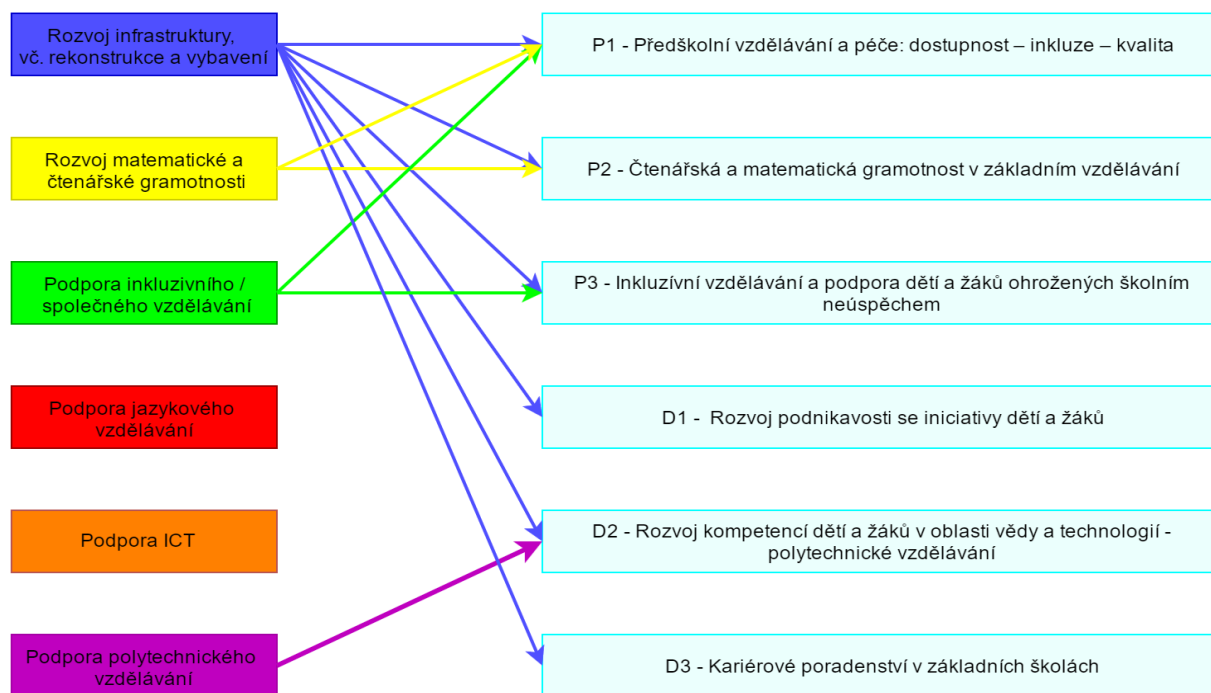 Rozvoj infrastruktury,
vč. rekonstrukce a vybavení
P1 - Předškolní vzdělávání a péče: dostupnost – inkluze – kvalita
Rozvoj matematické a
čtenářské gramotnosti
P2 - Čtenářská a matematická gramotnost v základním vzdělávání
Podpora inkluzivního /
společného vzdělávání
P3 - Inkluzívní vzdělávání a podpora dětí a žáků ohrožených školním
neúspěchem
Podpora jazykového
vzdělávání
D1 - Rozvoj podnikavosti se iniciativy dětí a žáků
Podpora ICT
D2 - Rozvoj kompetencí dětí a žáků v oblasti vědy a technologií -
polytechnické vzdělávání
Podpora polytechnického
vzdělávání
D3 - Kariérové poradenství v základních školách